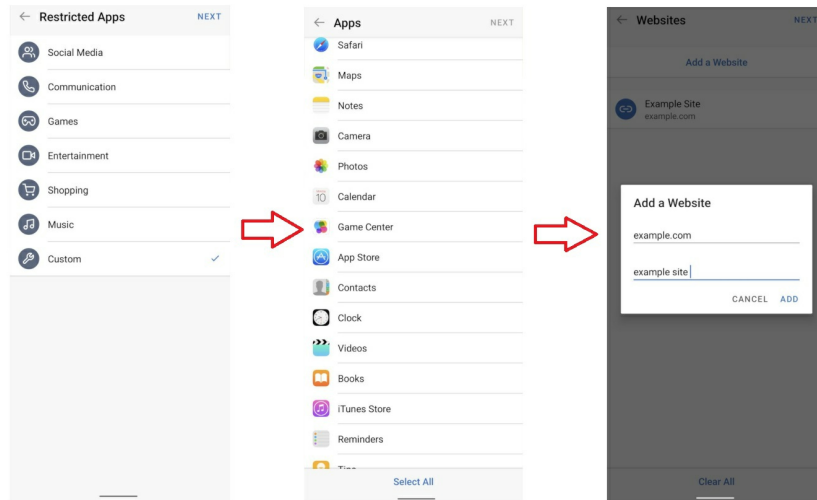 Restricted Apps NEXT
Social Media
Communication
Games
Entertainment
Shopping
Music
Custom
Apps NEXT
Safari
Maps
Notes
Camera
Photos
10 Calendar
Game Center
App Store
Contacts
Clock
Videos
Books
iTunes Store
Reminders
Select All
Websites NEXT
Add a Website
Example Site
example.com
Add a Website
example.com
example site
CANCEL ADD
Clear All